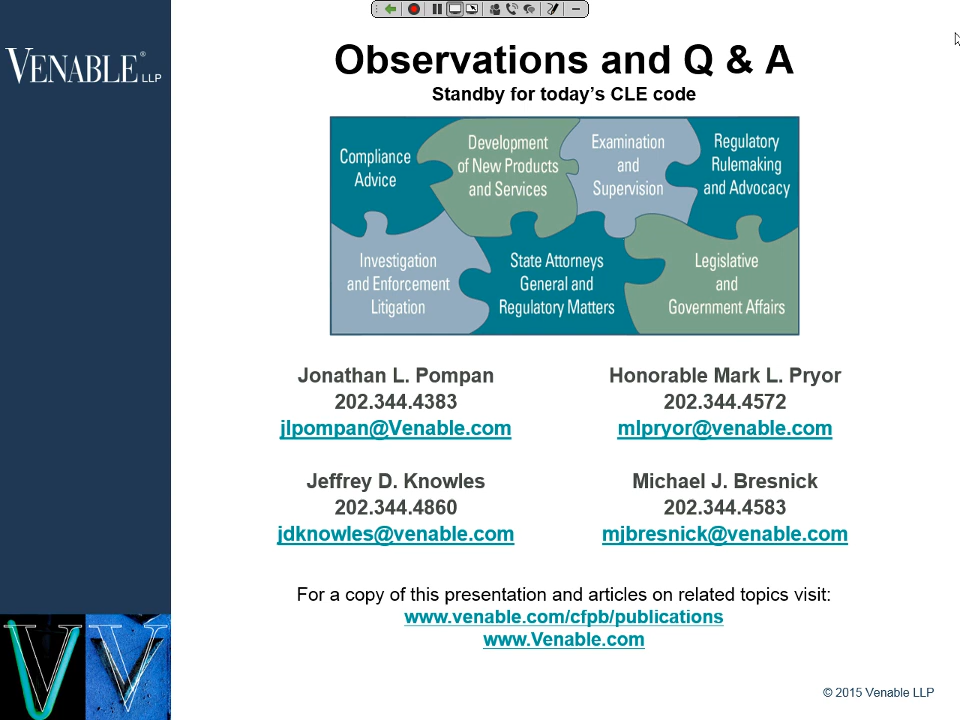 VENABLE® LLP
Observations and Q & A
Standby for today's CLE code
Compliance
Advice
Development
of New Products
and Services
Examination
and
Supervision
Regulatory
Rulemaking
and Advocacy
Investigation
and Enforcement
Litigation
State Attorneys
General and
Regulatory Matters
Legislative
and
Government Affairs
Jonathan L. Pompan
202.344.4383
jlpompan@Venable.com
Honorable Mark L. Pryor
202.344.4572
mlpryor@venable.com
Jeffrey D. Knowles
202.344.4860
jdknowles@venable.com
Michael J. Bresnick
202.344.4583
mjbresnick@venable.com
For a copy of this presentation and articles on related topics visit:
www.venable.com/cfpb/publications
www.Venable.com
V V
© 2015 Venable LLP